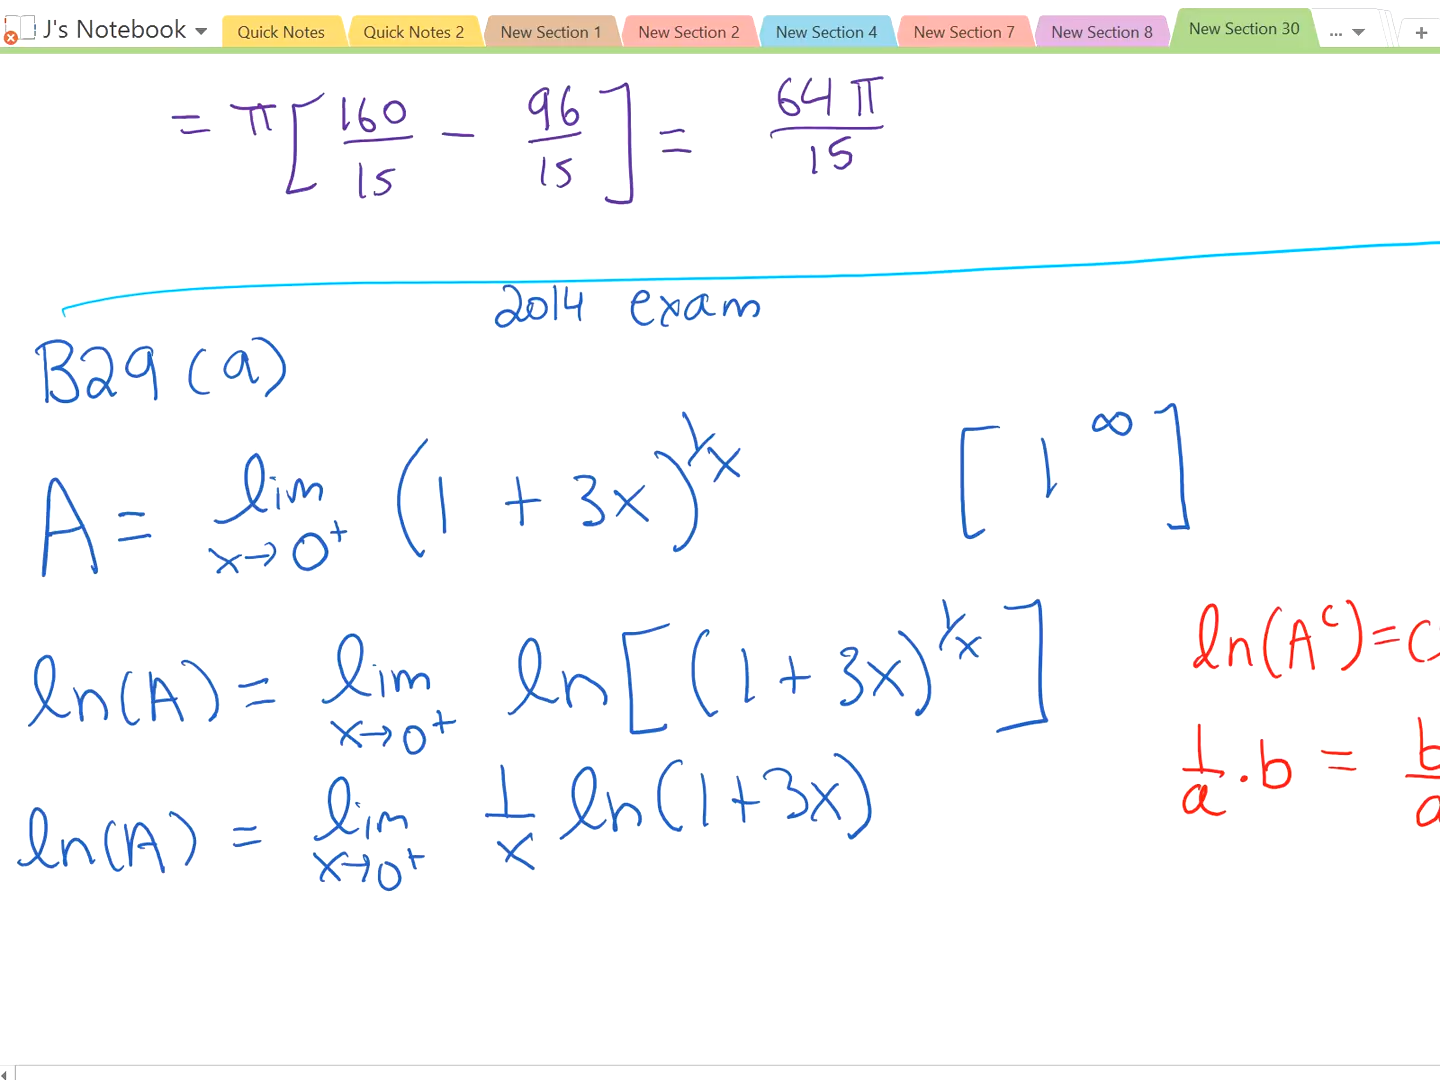 J's Notebook Quick Notes Quick Notes 2 New Section 1 New Section 2 New Section 4 New Section 7 New Section 8 New Section 30 ... +
= π[160/15 − 96/15] = 64π/15
2014 exam
B29 (a)
A = lim x→0⁺ (1 + 3x)^(1/x) [1^∞]
ln(A) = lim x→0⁺ ln[(1 + 3x)^(1/x)]
ln(A^c) = c
1/a · b = b/a
ln(A) = lim x→0⁺ 1/x ln(1+3x)